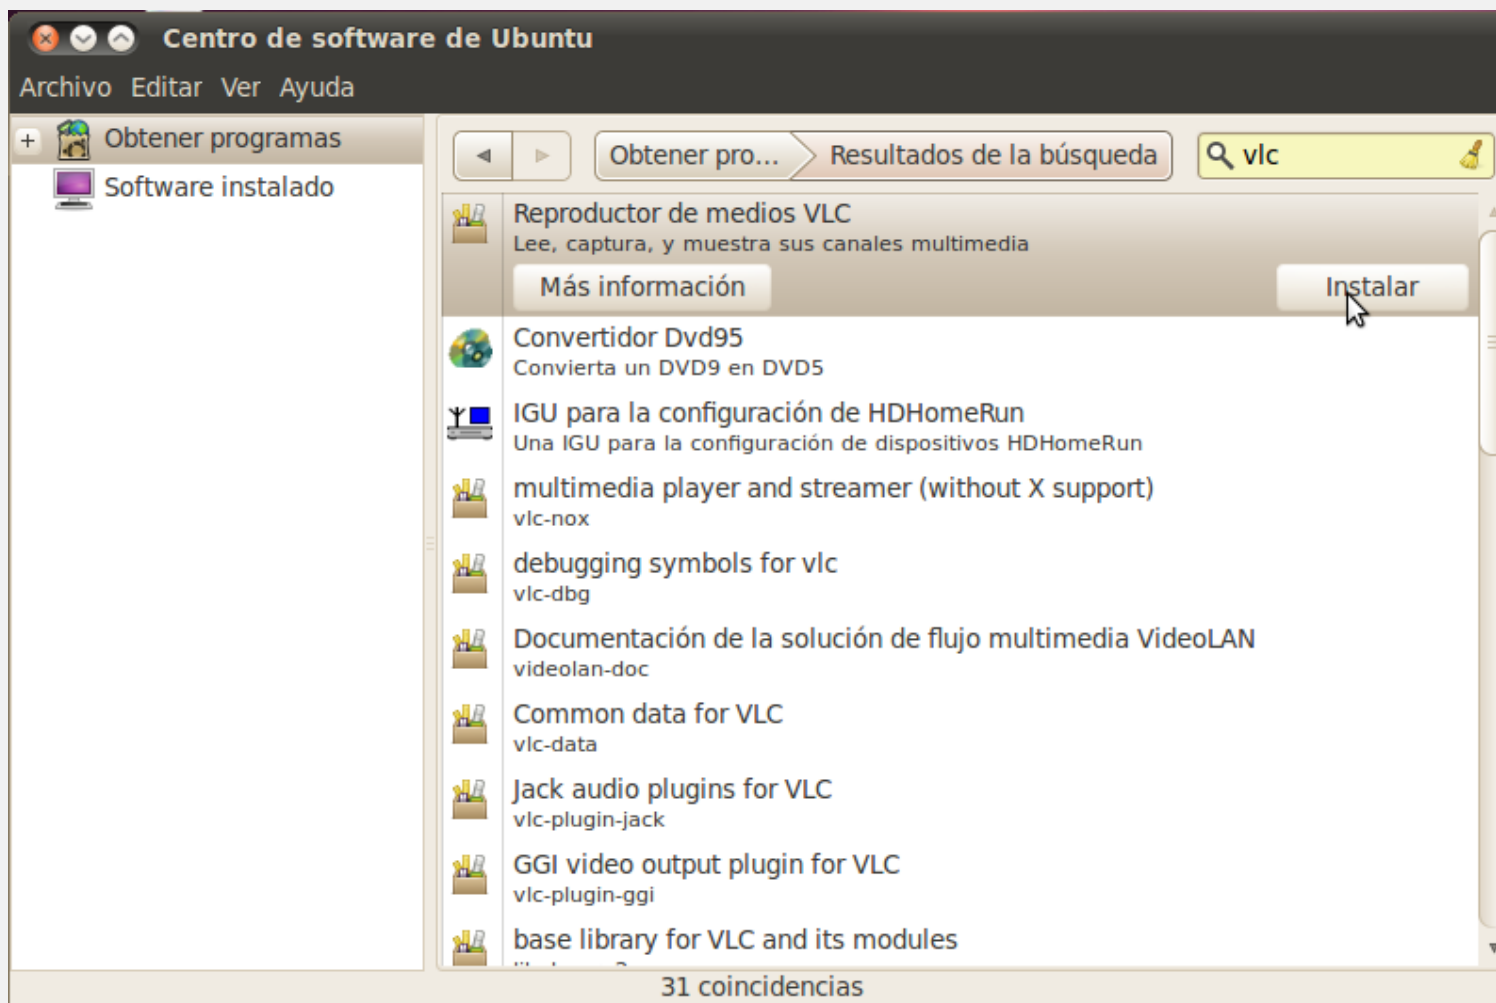 Centro de software de Ubuntu
Archivo Editar Ver Ayuda
Obtener programas
Software instalado
Obtener pro... Resultados de la búsqueda vlc
Reproductor de medios VLC
Lee, captura, y muestra sus canales multimedia
Más información Instalar
Convertidor Dvd95
Convierta un DVD9 en DVD5
IGU para la configuración de HDHomeRun
Una IGU para la configuración de dispositivos HDHomeRun
multimedia player and streamer (without X support)
vlc-nox
debugging symbols for vlc
vlc-dbg
Documentación de la solución de flujo multimedia VideoLAN
videolan-doc
Common data for VLC
vlc-data
Jack audio plugins for VLC
vlc-plugin-jack
GGI video output plugin for VLC
vlc-plugin-ggi
base library for VLC and its modules
31 coincidencias